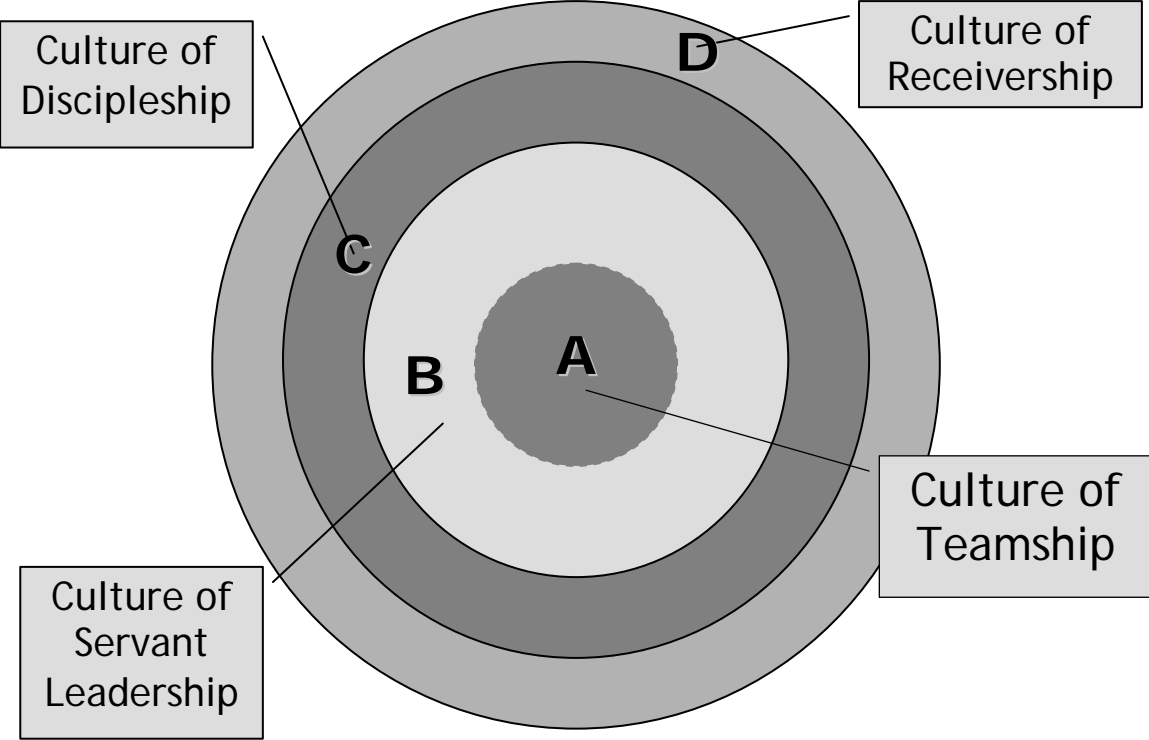 Culture of
Discipleship
Culture of
Receivership
D
C
A
B
Culture of
Teamship
Culture of
Servant
Leadership